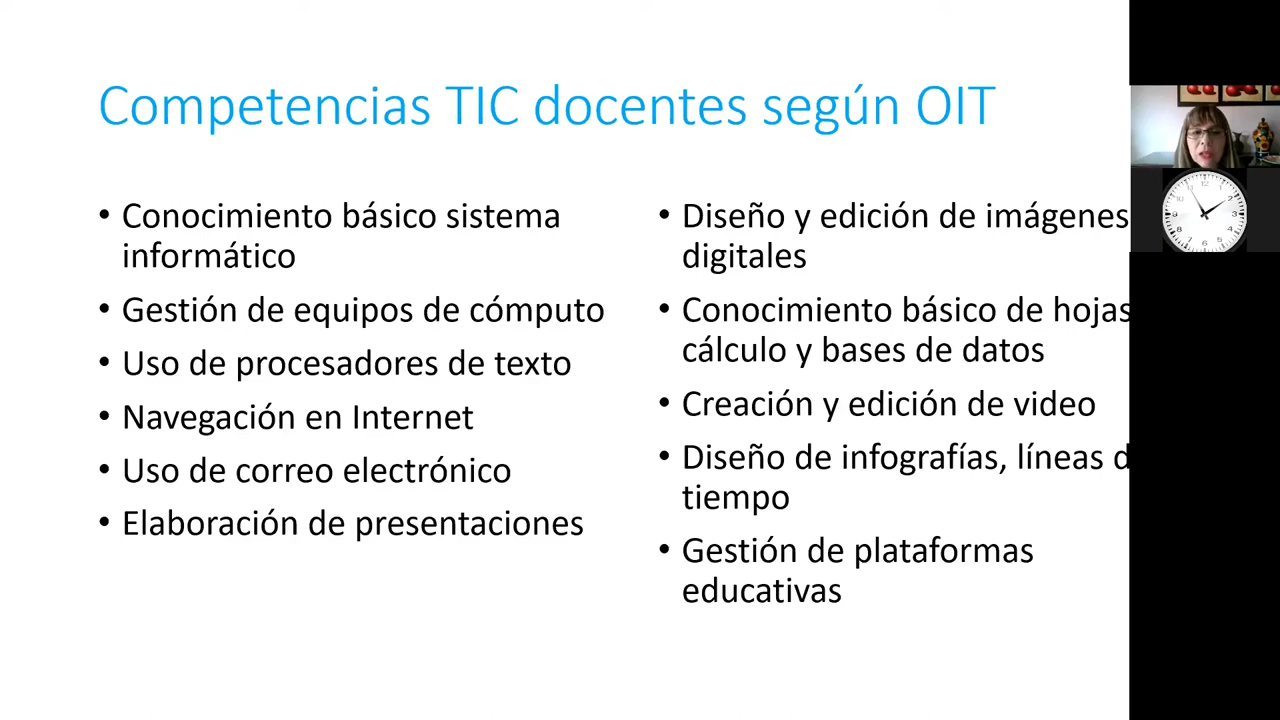 Competencias TIC docentes según OIT
• Conocimiento básico sistema
informático
• Gestión de equipos de cómputo
• Uso de procesadores de texto
• Navegación en Internet
• Uso de correo electrónico
• Elaboración de presentaciones
• Diseño y edición de imágenes
digitales
• Conocimiento básico de hojas
cálculo y bases de datos
• Creación y edición de video
• Diseño de infografías, líneas d
tiempo
• Gestión de plataformas
educativas